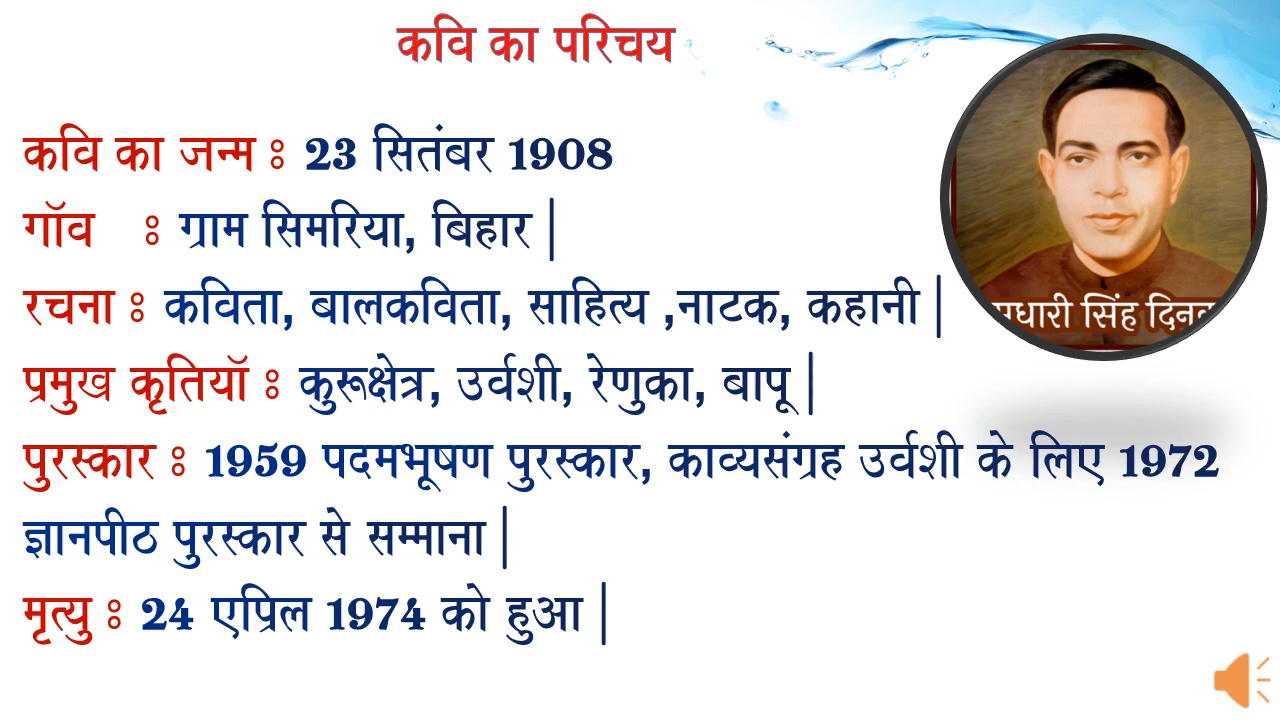 कवि का परिचय
कवि का जन्म : 23 सितंबर 1908
गॉव : ग्राम सिमरिया, बिहार |
रचना : कविता, बालकविता, साहित्य ,नाटक, कहानी |
प्रमुख कृतियॉ : कुरूक्षेत्र, उर्वशी, रेणुका, बापू |
पुरस्कार : 1959 पदमभूषण पुरस्कार, काव्यसंग्रह उर्वशी के लिए 1972
ज्ञानपीठ पुरस्कार से सम्माना |
मृत्यु : 24 एप्रिल 1974 को हुआ |
सिंह